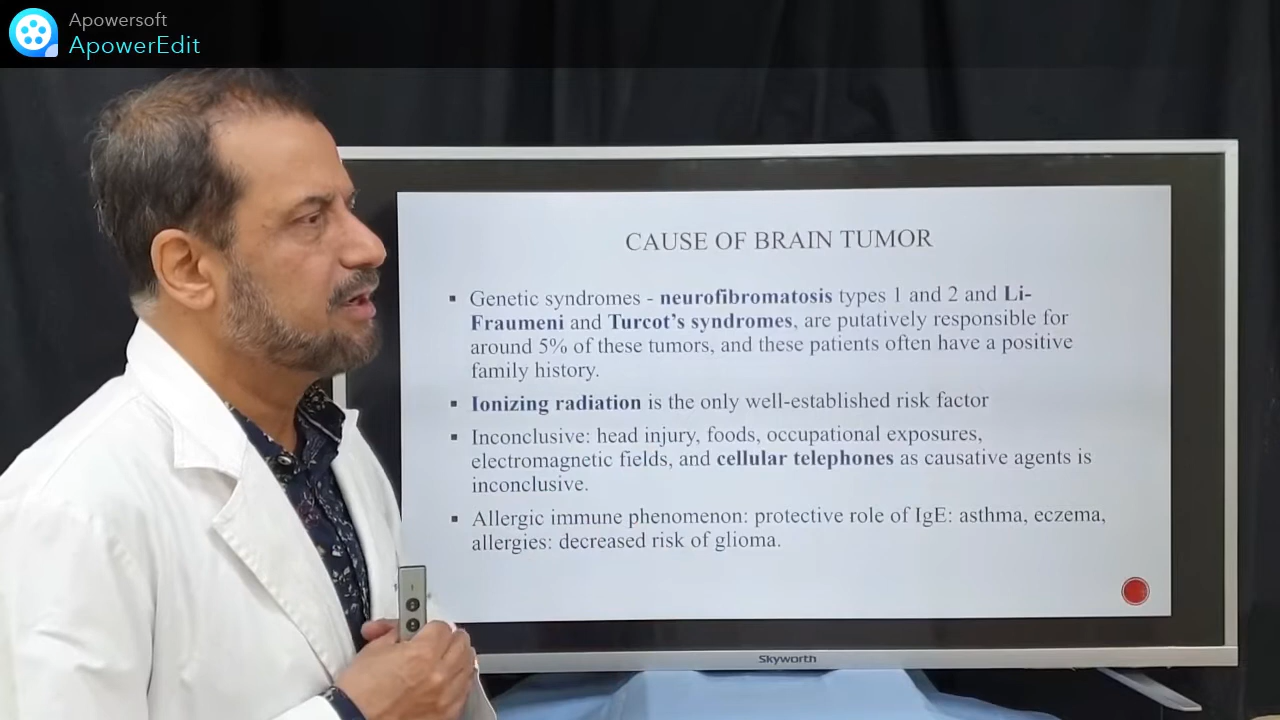 Apowersoft
ApowerEdit
CAUSE OF BRAIN TUMOR
▪ Genetic syndromes - neurofibromatosis types 1 and 2 and Li-
Fraumeni and Turcot's syndromes, are putatively responsible for
around 5% of these tumors, and these patients often have a positive
family history.
▪ Ionizing radiation is the only well-established risk factor
▪ Inconclusive: head injury, foods, occupational exposures,
electromagnetic fields, and cellular telephones as causative agents is
inconclusive.
▪ Allergic immune phenomenon: protective role of IgE: asthma, eczema,
allergies: decreased risk of glioma.
Skyworth